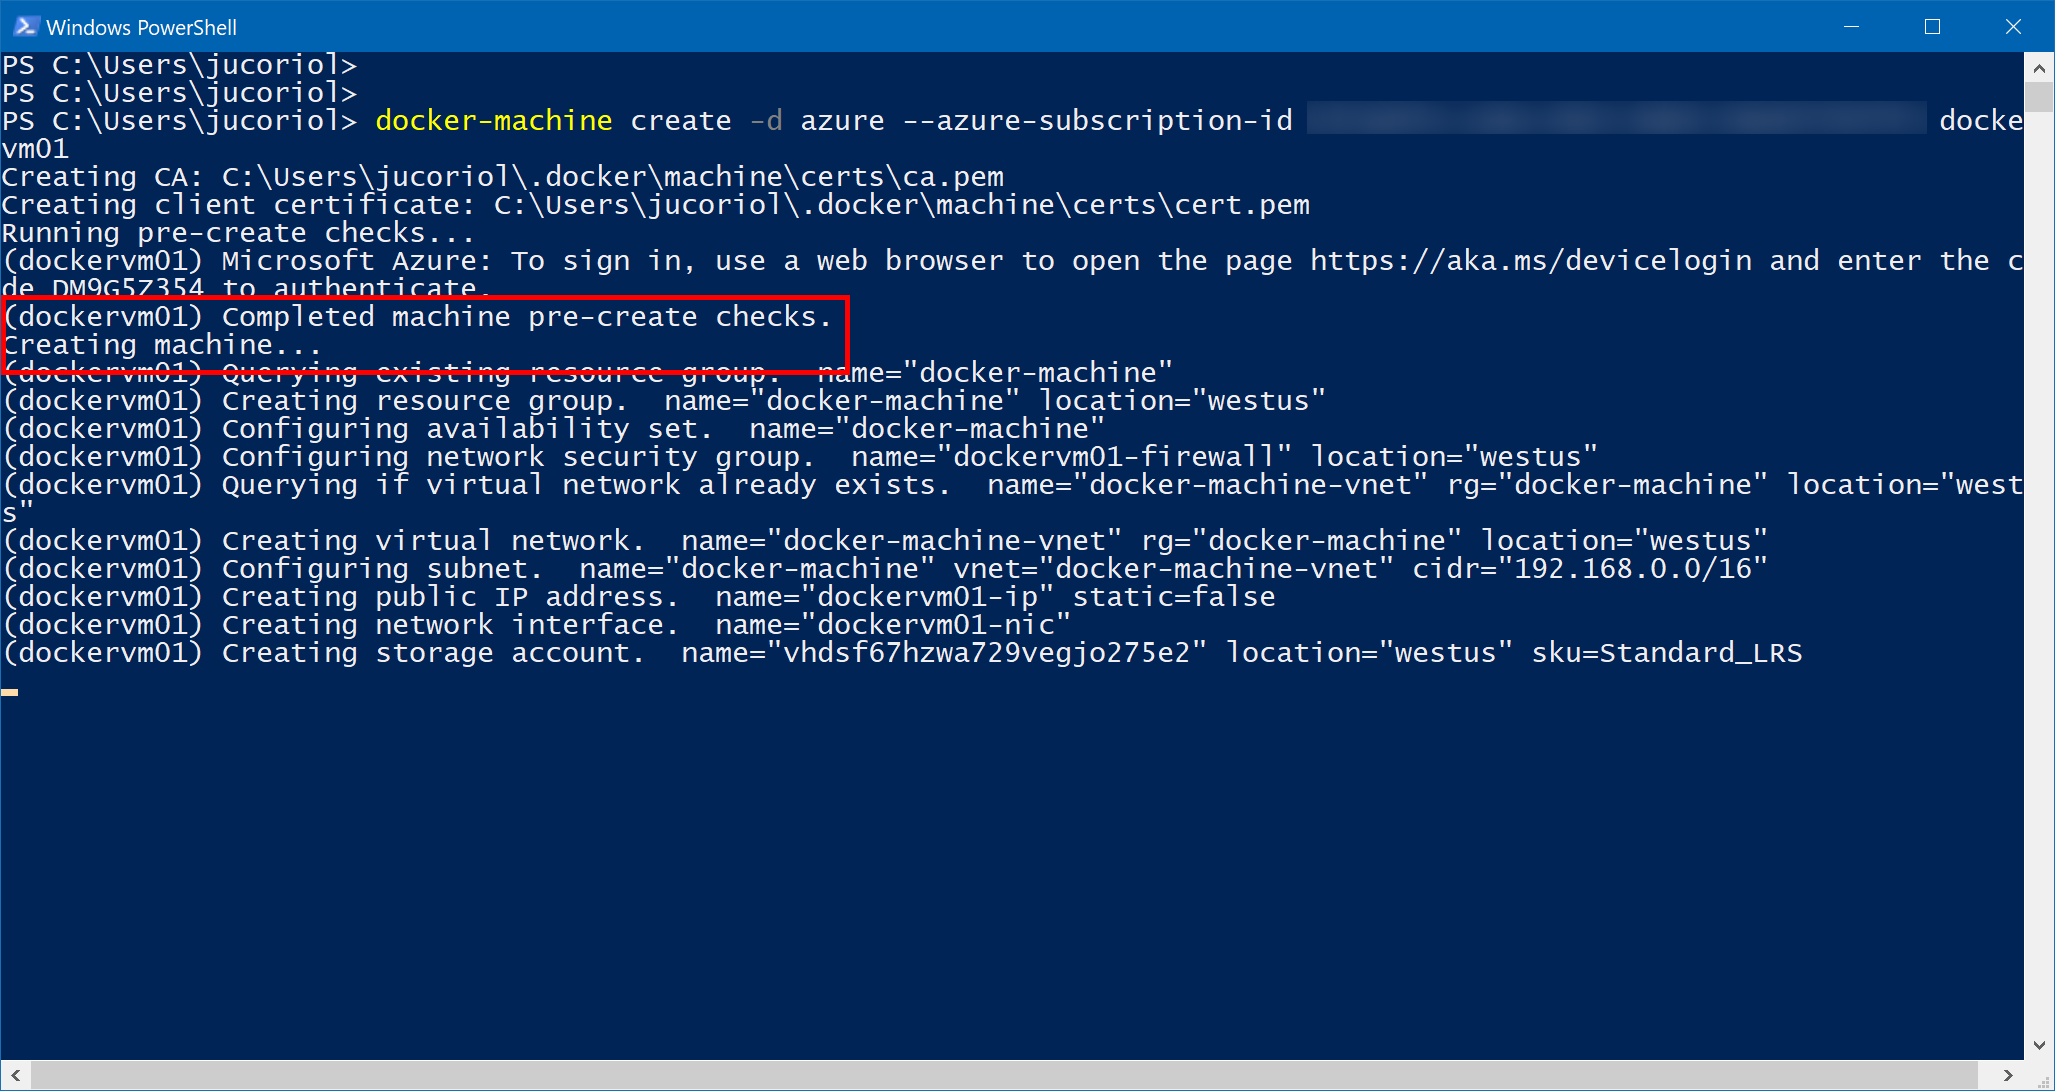 Windows PowerShell
PS C:\Users\jucoriol>
PS C:\Users\jucoriol>
PS C:\Users\jucoriol> docker-machine create -d azure --azure-subscription-id docke
vm01
Creating CA: C:\Users\jucoriol\.docker\machine\certs\ca.pem
Creating client certificate: C:\Users\jucoriol\.docker\machine\certs\cert.pem
Running pre-create checks...
(dockervm01) Microsoft Azure: To sign in, use a web browser to open the page https://aka.ms/devicelogin and enter the c
de DM9G5Z354 to authenticate.
(dockervm01) Completed machine pre-create checks.
Creating machine...
(dockervm01) Querying existing resource group.  name="docker-machine"
(dockervm01) Creating resource group.  name="docker-machine" location="westus"
(dockervm01) Configuring availability set.  name="docker-machine"
(dockervm01) Configuring network security group.  name="dockervm01-firewall" location="westus"
(dockervm01) Querying if virtual network already exists.  name="docker-machine-vnet" rg="docker-machine" location="west
s"
(dockervm01) Creating virtual network.  name="docker-machine-vnet" rg="docker-machine" location="westus"
(dockervm01) Configuring subnet.  name="docker-machine" vnet="docker-machine-vnet" cidr="192.168.0.0/16"
(dockervm01) Creating public IP address.  name="dockervm01-ip" static=false
(dockervm01) Creating network interface.  name="dockervm01-nic"
(dockervm01) Creating storage account.  name="vhdsf67hzwa729vegjo275e2" location="westus" sku=Standard_LRS